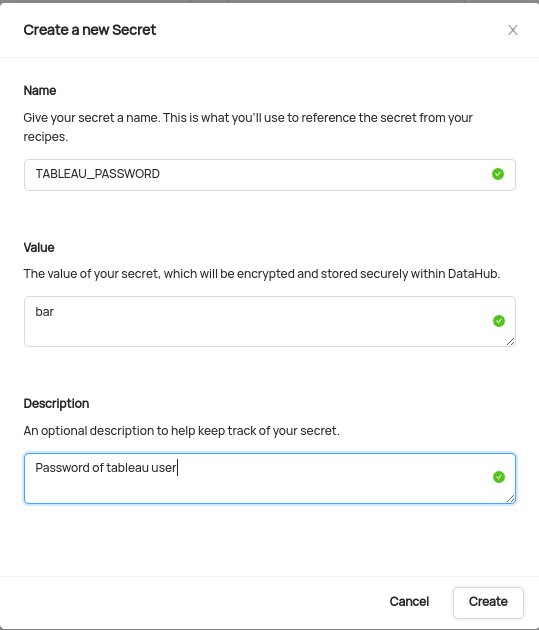 Create a new Secret
Name
Give your secret a name. This is what you'll use to reference the secret from your
recipes.
TABLEAU_PASSWORD
Value
The value of your secret, which will be encrypted and stored securely within DataHub.
bar
Description
An optional description to help keep track of your secret.
Password of tableau user
Cancel
Create